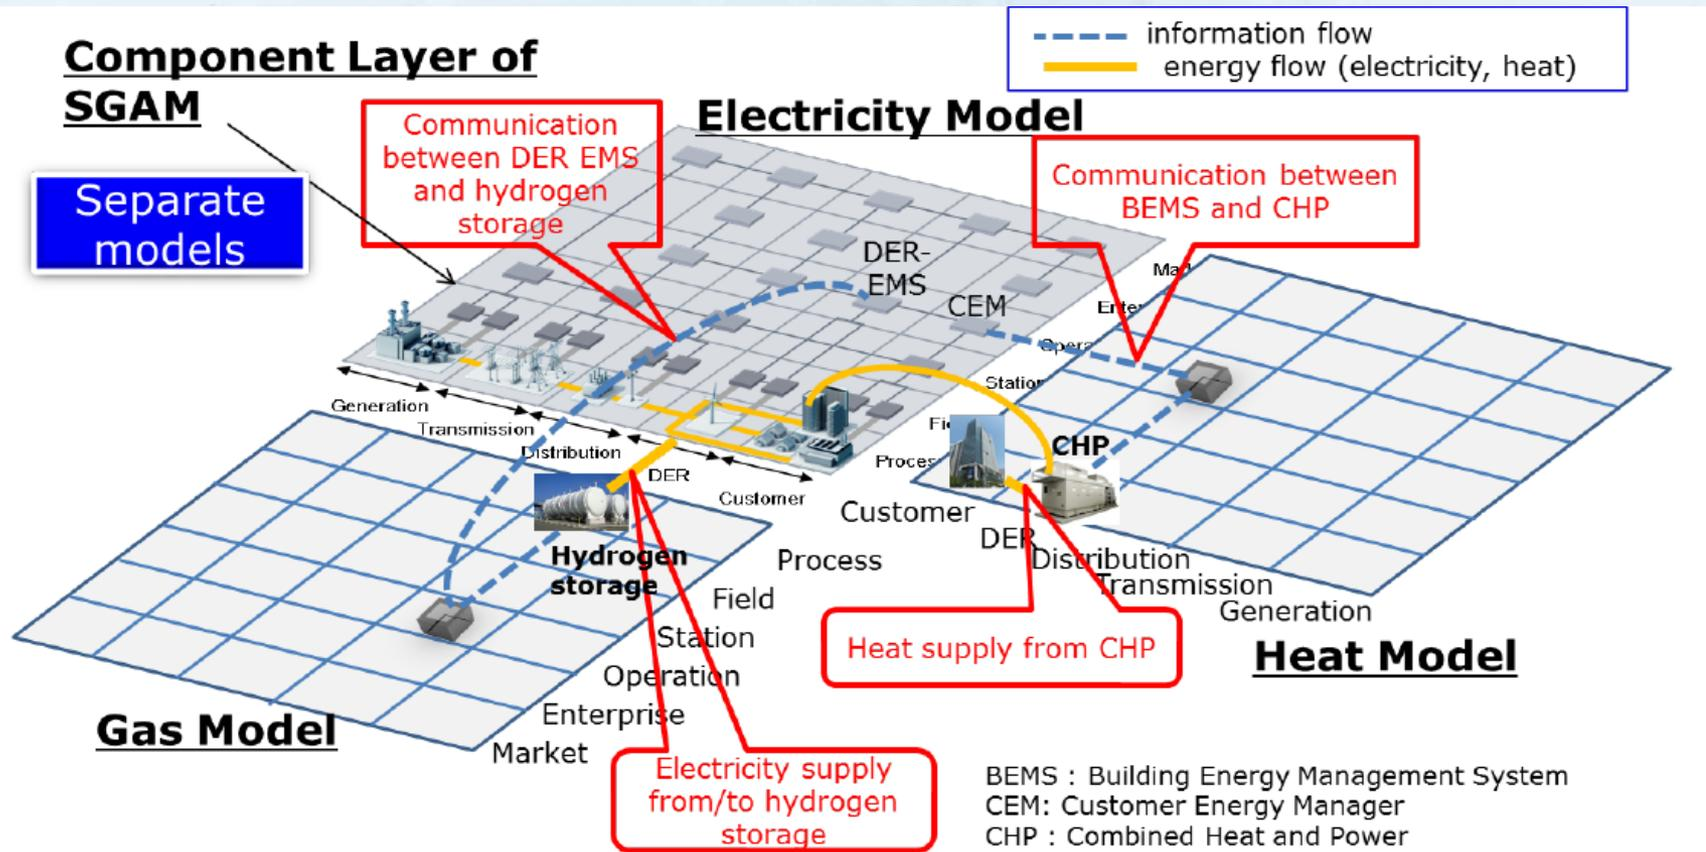 Component Layer of
SGAM
Separate
models
information flow
energy flow (electricity, heat)
Electricity Model
Communication
between DER EMS
and hydrogen
storage
Communication between
BEMS and CHP
DER-
EMS
CEM
Generation
Transmission
Distribution
DER
Customer
Process
Station
Customer
DER
Distribution
Transmission
Generation
CHP
Hydrogen
storage
Process
Field
Station
Operation
Enterprise
Market
Heat supply from CHP
Heat Model
Gas Model
Electricity supply
from/to hydrogen
storage
BEMS : Building Energy Management System
CEM: Customer Energy Manager
CHP : Combined Heat and Power